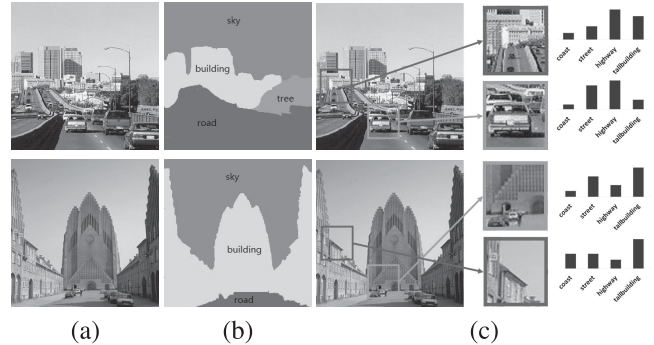 sky
building
tree
road
coast
street
highway
tallbuilding
coast
street
highway
tallbuilding
sky
building
road
coast
street
highway
tallbuilding
coast
street
highway
tallbuilding
(a)
(b)
(c)